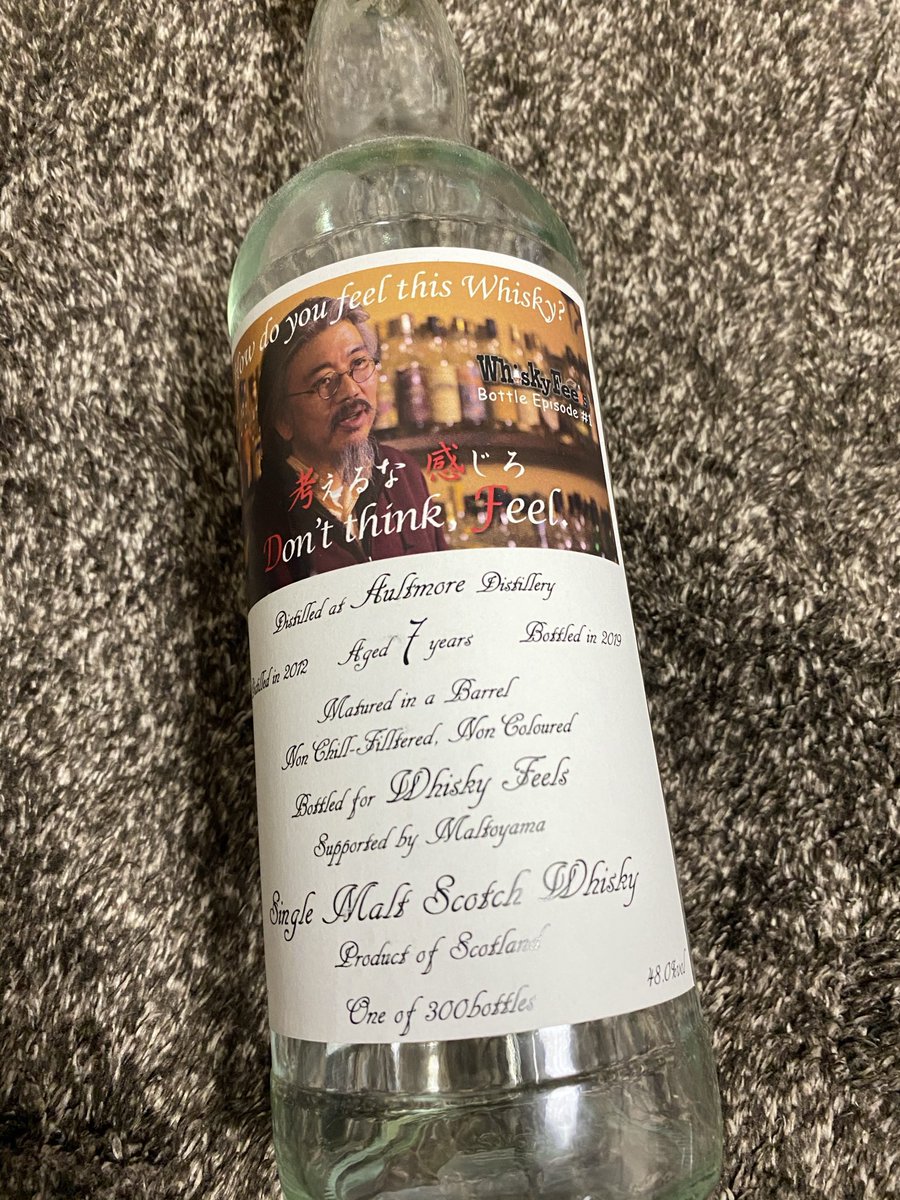 How do you feel this Whisky?
WhiskyFeels
Bottle Episode #1
考えるな 感じろ
Don't think, Feel.
Distilled at Aultmore Distillery
Distilled in 2012 Aged 7 years Bottled in 2019
Matured in a Barrel
Non Chill-Filltered, Non Coloured
Bottled for Whisky Feels
Supported by Maltoyama
Single Malt Scotch Whisky
Product of Scotland
One of 300bottles
48.0%vol